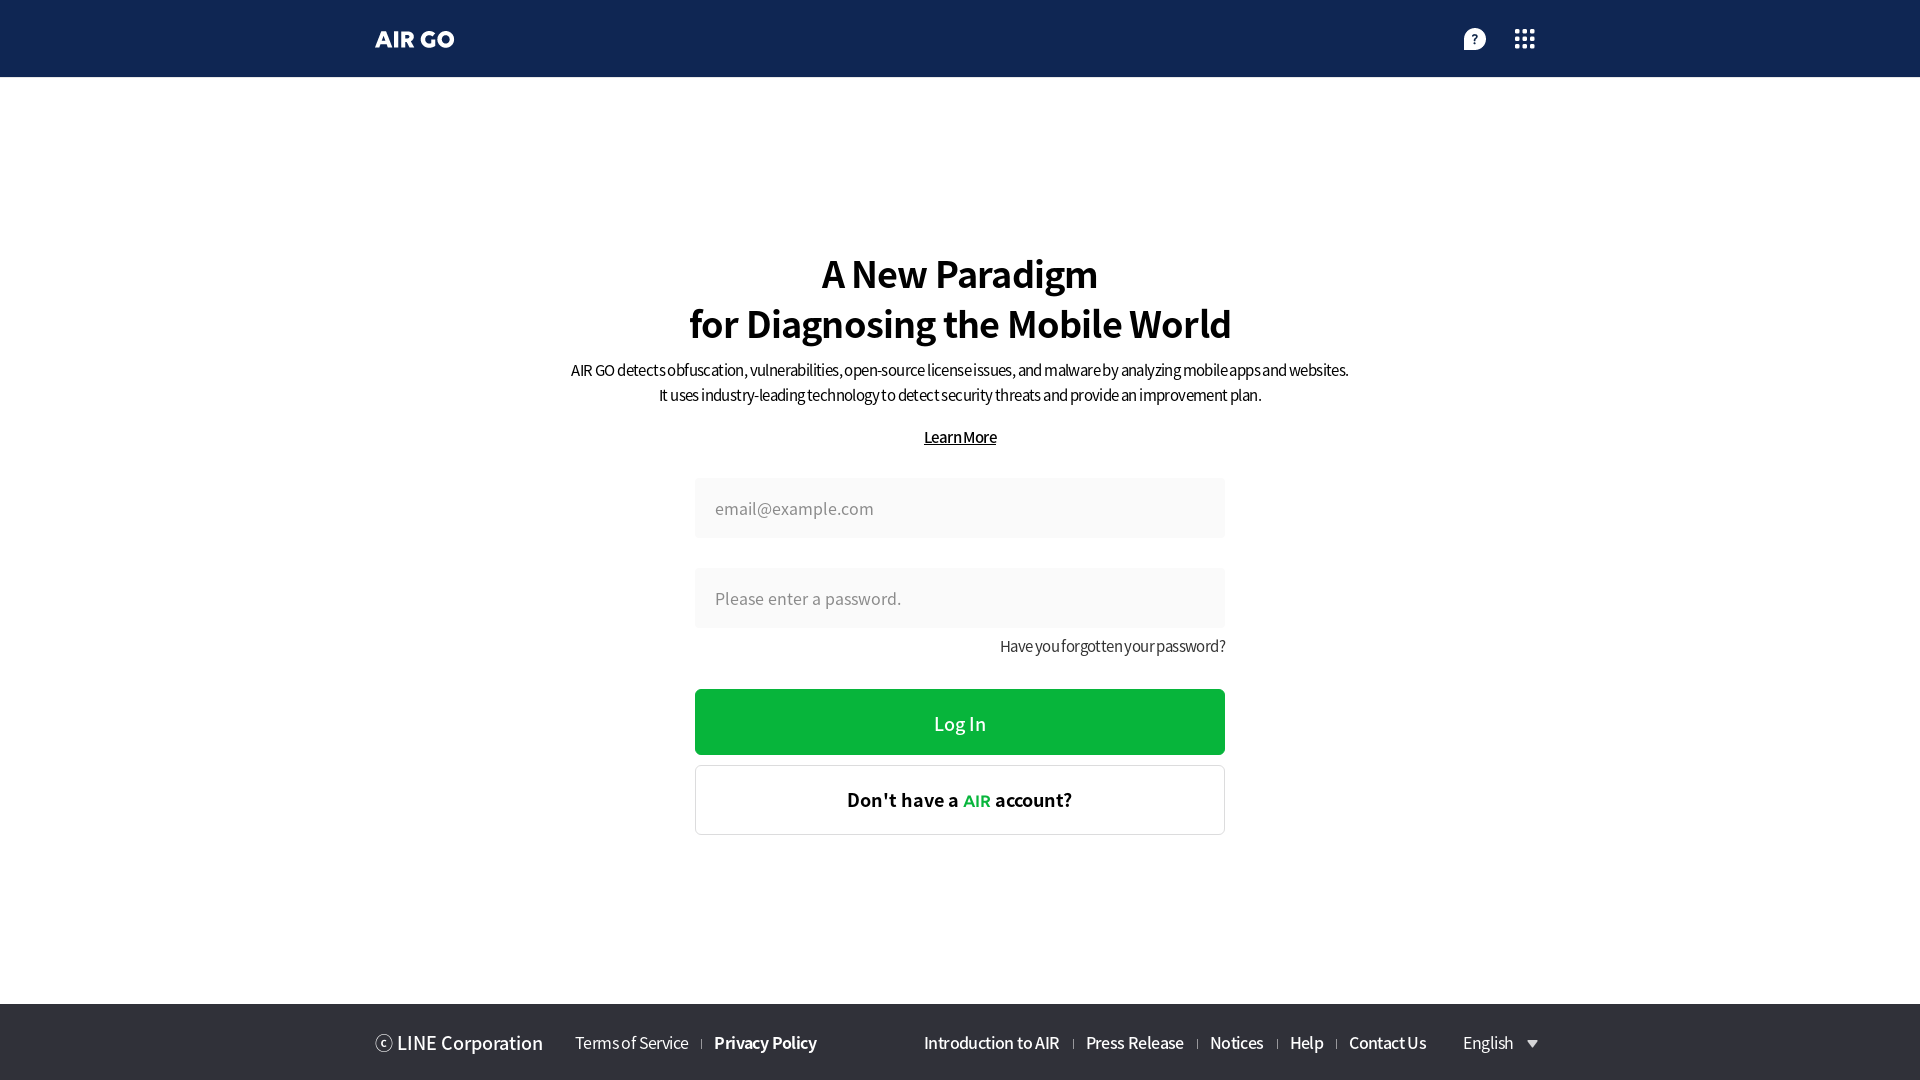 AIR GO
?
A New Paradigm
for Diagnosing the Mobile World
AIR GO detects obfuscation, vulnerabilities, open-source license issues, and malware by analyzing mobile apps and websites.
It uses industry-leading technology to detect security threats and provide an improvement plan.
Learn More
email@example.com
Please enter a password.
Have you forgotten your password?
Log In
Don't have a AIR account?
ⓒ LINE Corporation Terms of Service Privacy Policy Introduction to AIR Press Release Notices Help Contact Us English